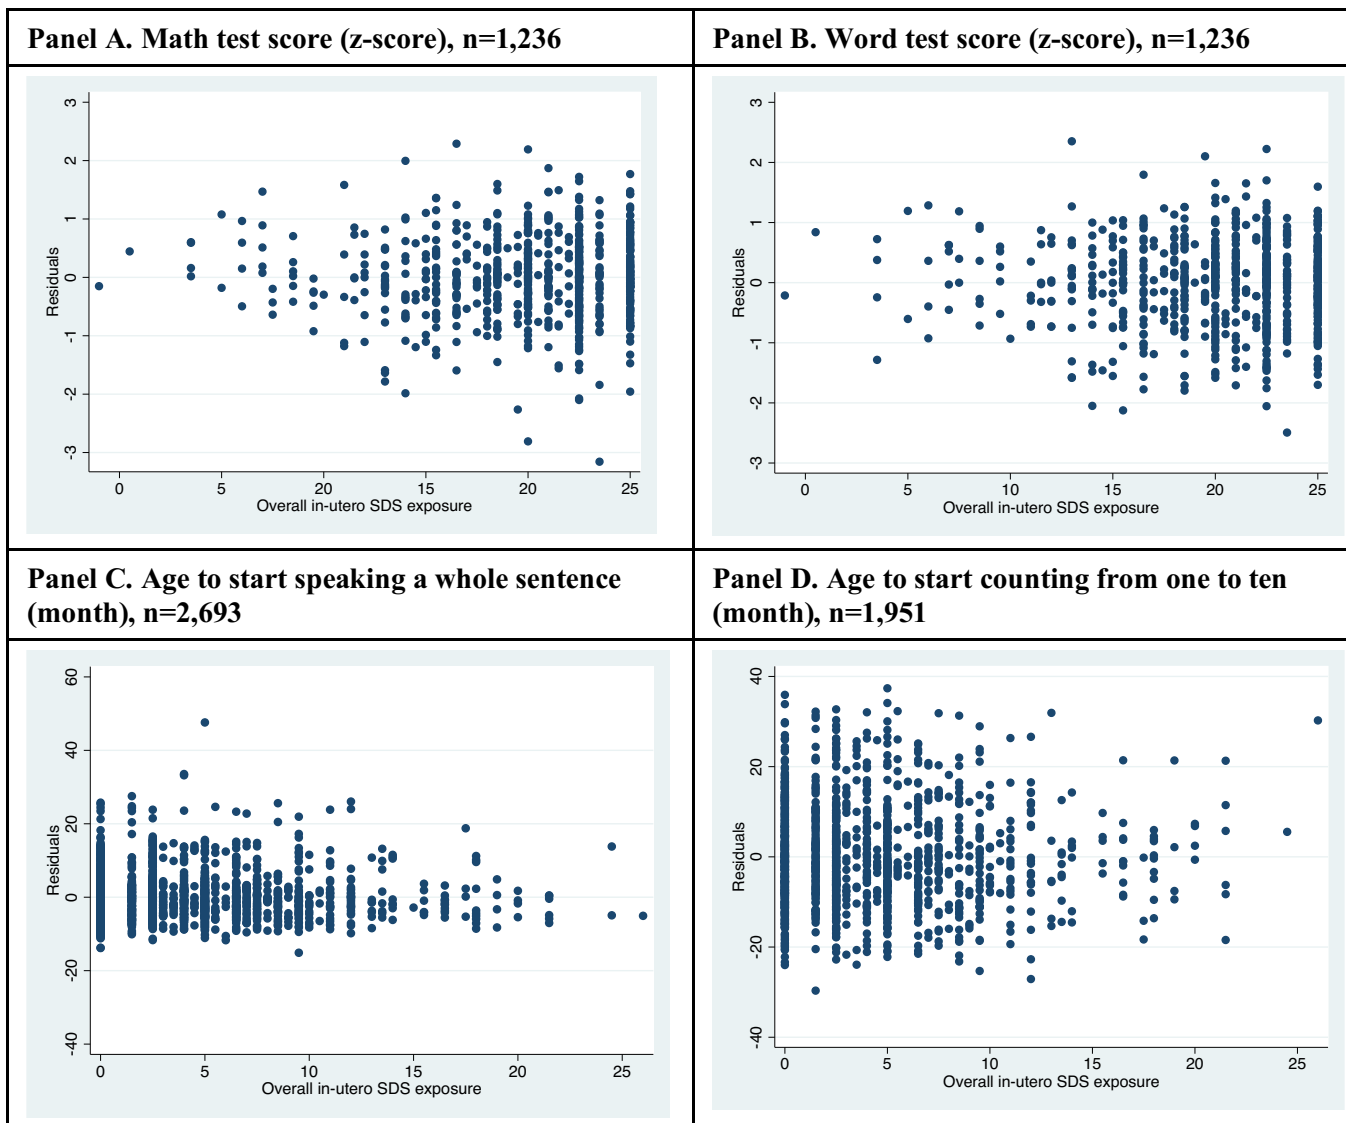 Panel A. Math test score (z-score), n=1,236
3
2
1
0
-1
-2
-3
Residuals
0 5 20 15 20 25
Overall in-utero SDS exposure
Panel B. Word test score (z-score), n=1,236
3
2
1
0
-1
-2
-3
Residuals
0 5 10 15 20 25
Overall in-utero SDS exposure
Panel C. Age to start speaking a whole sentence
(month), n=2,693
60
40
20
0
-20
-40
Residuals
0 5 10 15 20 25
Overall in-utero SDS exposure
Panel D. Age to start counting from one to ten
(month), n=1,951
40
20
0
-20
-40
Residuals
0 5 10 15 20 25
Overall in-utero SDS exposure